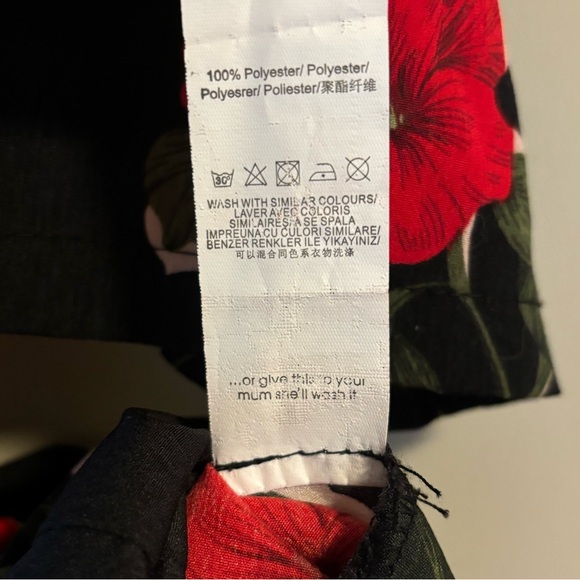 100% Polyester/ Polyester/
Polyesrer/ Poliester/聚酯纤维
30°
WASH WITH SIMILAR COLOURS/
LAVER AVEC COLORIS
SIMILAIRES/A SE SPALA
IMPREUNA CU CULORI SIMILARE/
BENZER RENKLER ILE YIKAYINIZ/
可以混合同色系衣物洗涤
...or give this to your
mum she'll wash it